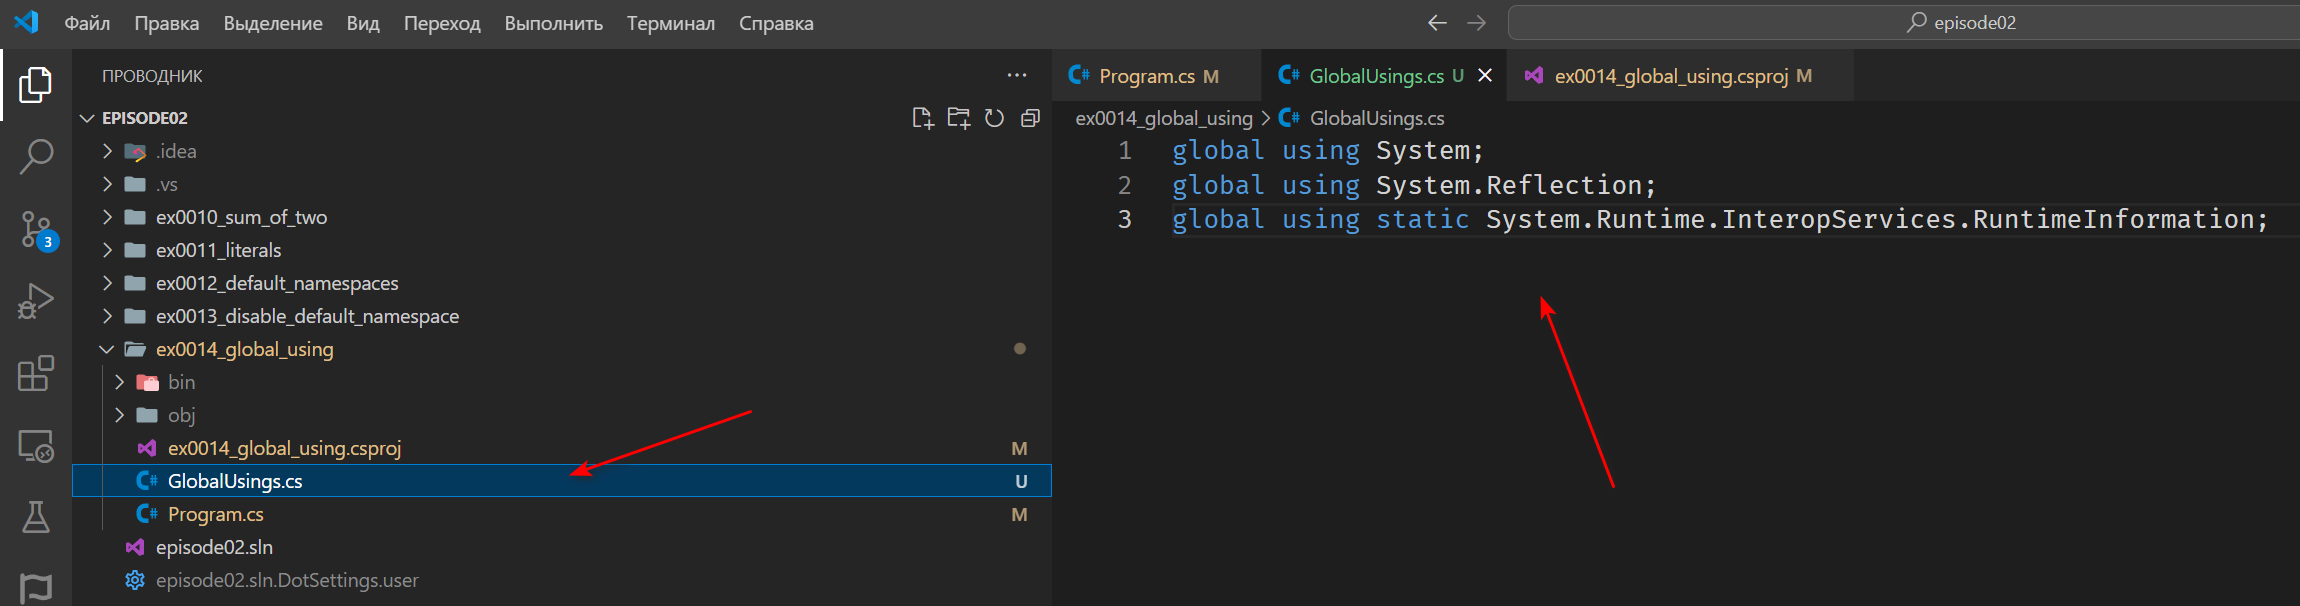 Файл Правка Выделение Вид Переход Выполнить Терминал Справка episode02
ПРОВОДНИК
EPISODE02
.idea
.vs
ex0010_sum_of_two
ex0011_literals
ex0012_default_namespaces
ex0013_disable_default_namespace
ex0014_global_using
bin
obj
ex0014_global_using.csproj M
GlobalUsings.cs U
Program.cs M
episode02.sln
episode02.sln.DotSettings.user
3
Program.cs M GlobalUsings.cs U ex0014_global_using.csproj M
ex0014_global_using > GlobalUsings.cs
1 global using System;
2 global using System.Reflection;
3 global using static System.Runtime.InteropServices.RuntimeInformation;